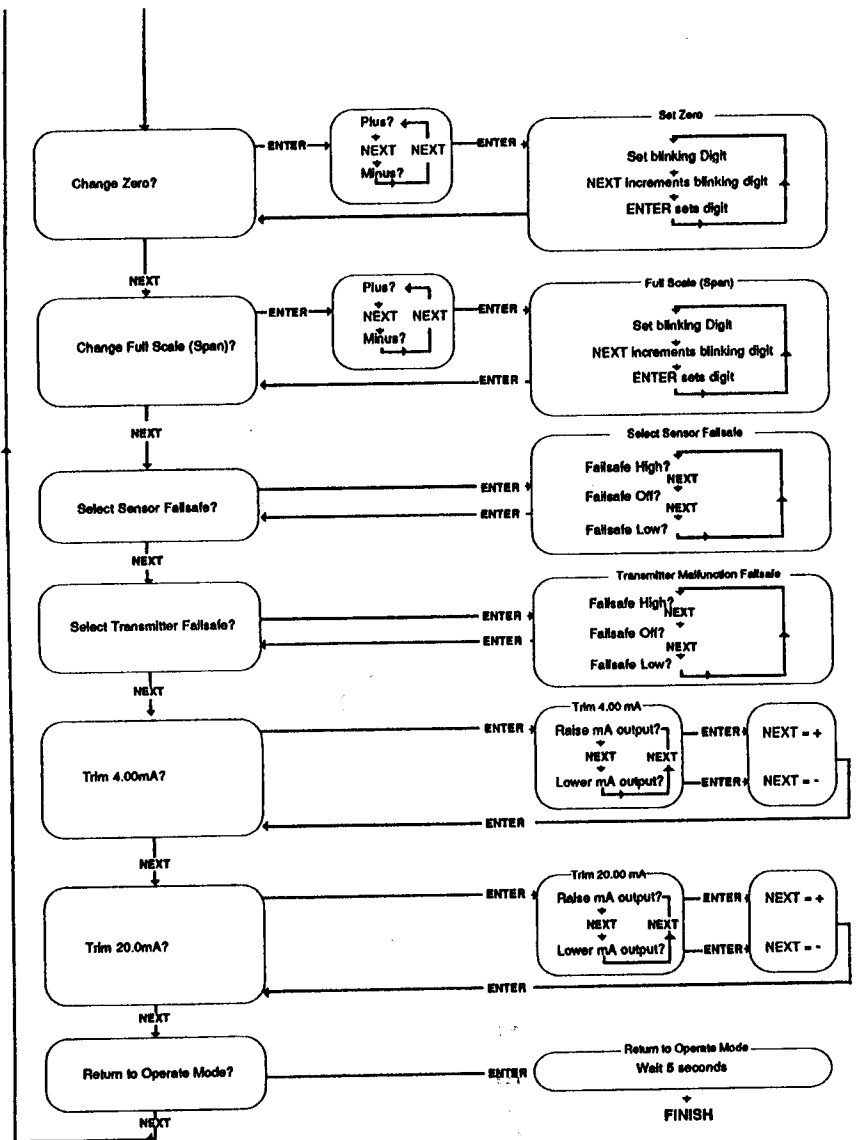 Change Zero?
ENTER
Plus?
NEXT NEXT
Minus?
ENTER
Set Zero
Set blinking Digit
NEXT increments blinking digit
ENTER sets digit
NEXT
Change Full Scale (Span)?
ENTER
Plus?
NEXT NEXT
Minus?
ENTER
Full Scale (Span)
Set blinking Digit
NEXT increments blinking digit
ENTER sets digit
ENTER
NEXT
Select Sensor Failsafe?
ENTER
ENTER
Select Sensor Failsafe
Failsafe High?
NEXT
Failsafe Off?
NEXT
Failsafe Low?
NEXT
Select Transmitter Failsafe?
ENTER
ENTER
Transmitter Malfunction Failsafe
Failsafe High?
NEXT
Failsafe Off?
NEXT
Failsafe Low?
NEXT
Trim 4.00mA?
ENTER
Trim 4.00 mA
Raise mA output?
NEXT NEXT
Lower mA output?
ENTER
ENTER
NEXT = +
NEXT = -
ENTER
NEXT
Trim 20.0mA?
ENTER
Trim 20.00 mA
Raise mA output?
NEXT NEXT
Lower mA output?
ENTER
ENTER
NEXT = +
NEXT = -
ENTER
NEXT
Return to Operate Mode?
ENTER
Return to Operate Mode
Wait 5 seconds
FINISH
NEXT